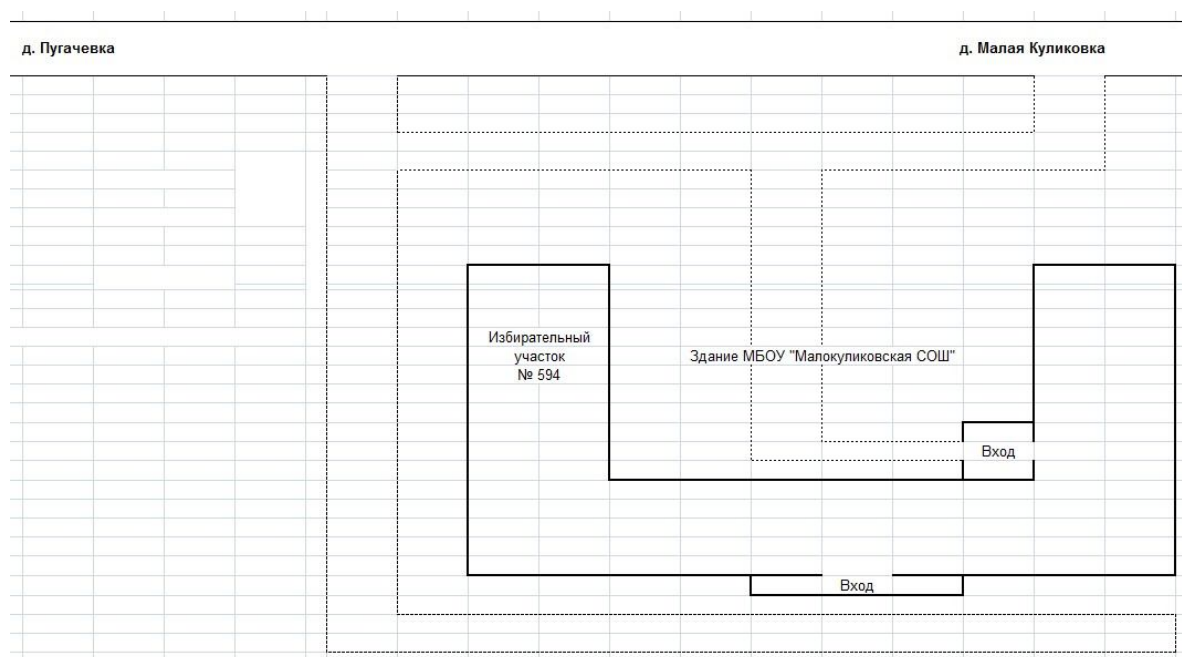 д. Пугачевка
д. Малая Куликовка
Избирательный
участок
№ 594
Здание МБОУ "Малокуликовская СОШ"
Вход
Вход